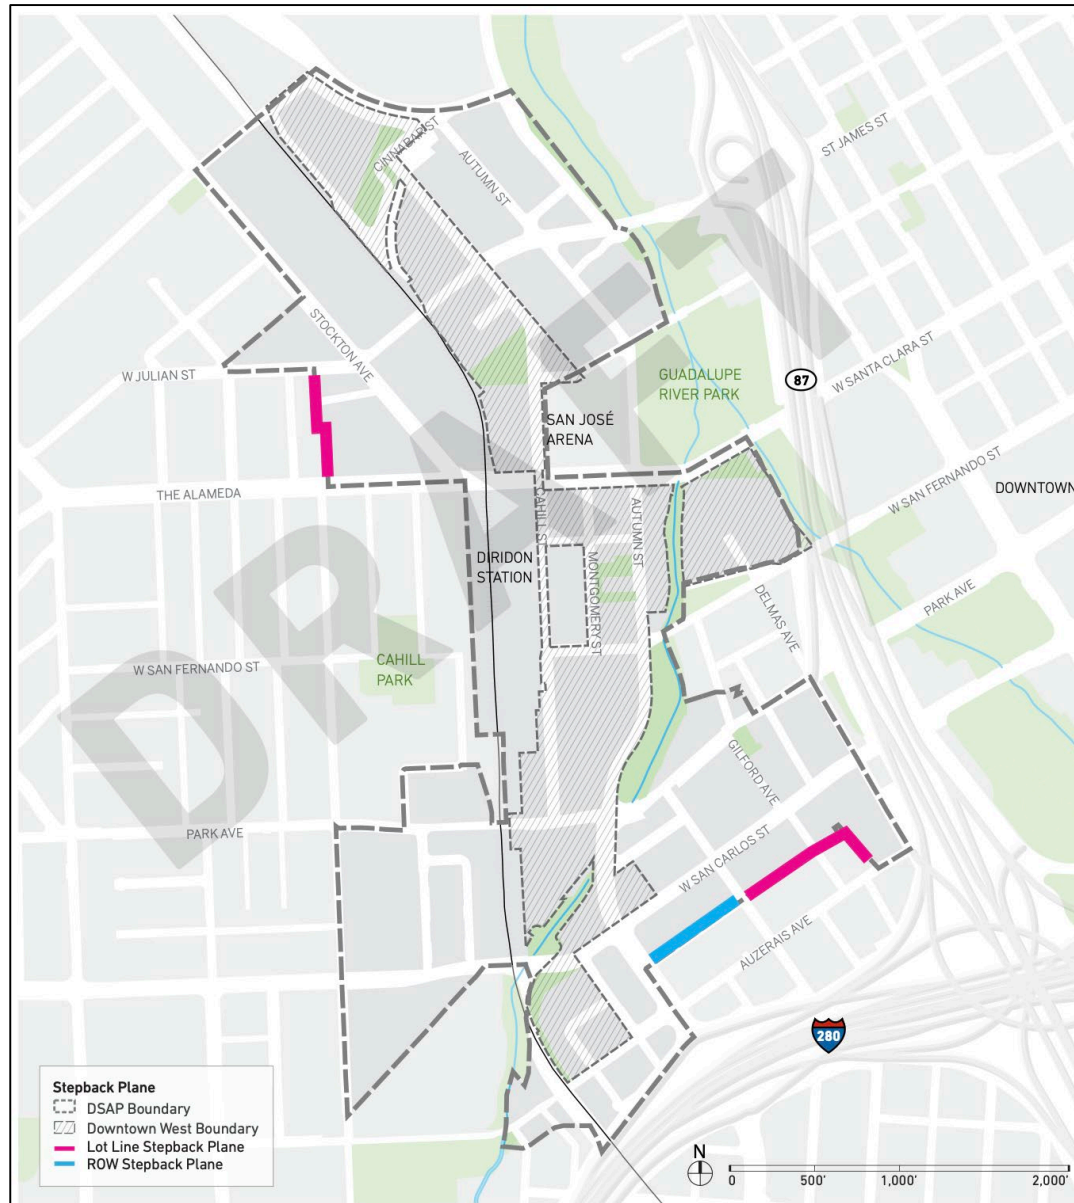 CINNABAR ST
AUTUMN ST
ST JAMES ST
STOCKTON AVE
W JULIAN ST
GUADALUPE
RIVER PARK
87
W SANTA CLARA ST
SAN JOSÉ
ARENA
THE ALAMEDA
W SAN FERNANDO ST
DOWNTOWN
CAHILL ST
AUTUMN ST
DIRIDON
STATION
MONTGOMERY ST
DELMAS AVE
PARK AVE
W SAN FERNANDO ST
CAHILL
PARK
GILFORD AVE
PARK AVE
W SAN CARLOS ST
AUZERAIS AVE
280
DRAFT
Stepback Plane
DSAP Boundary
Downtown West Boundary
Lot Line Stepback Plane
ROW Stepback Plane
N
0 500' 1,000' 2,000'